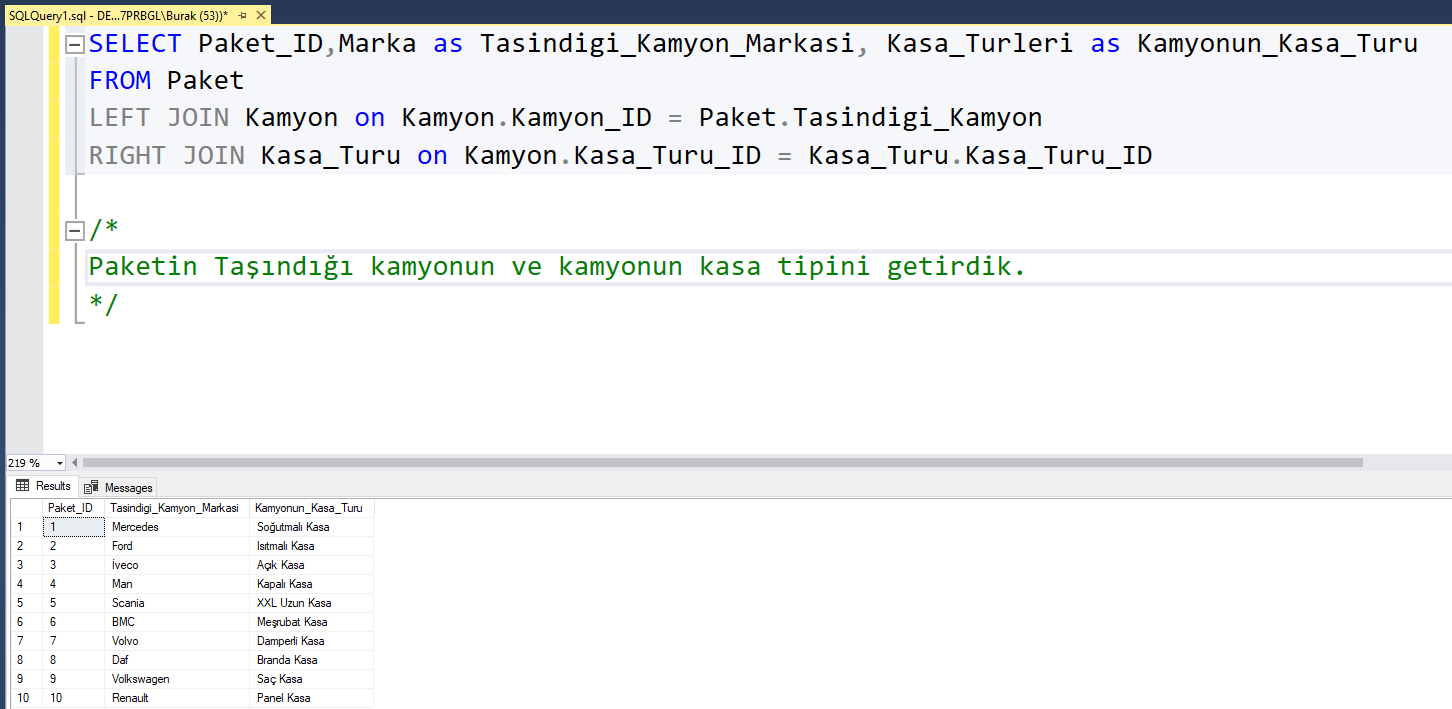 SQLQuery1.sql - DE...7PRBGL\Burak (53))*
SELECT Paket_ID,Marka as Tasindigi_Kamyon_Markasi, Kasa_Turleri as Kamyonun_Kasa_Turu
FROM Paket
LEFT JOIN Kamyon on Kamyon.Kamyon_ID = Paket.Tasindigi_Kamyon
RIGHT JOIN Kasa_Turu on Kamyon.Kasa_Turu_ID = Kasa_Turu.Kasa_Turu_ID
/*
Paketin Taşındığı kamyonun ve kamyonun kasa tipini getirdik.
*/
219 %
Results Messages
Paket_ID Tasindigi_Kamyon_Markasi Kamyonun_Kasa_Turu
1 1 Mercedes Soğutmalı Kasa
2 2 Ford Isıtmalı Kasa
3 3 İveco Açık Kasa
4 4 Man Kapalı Kasa
5 5 Scania XXL Uzun Kasa
6 6 BMC Meşrubat Kasa
7 7 Volvo Damperli Kasa
8 8 Daf Branda Kasa
9 9 Volkswagen Saç Kasa
10 10 Renault Panel Kasa